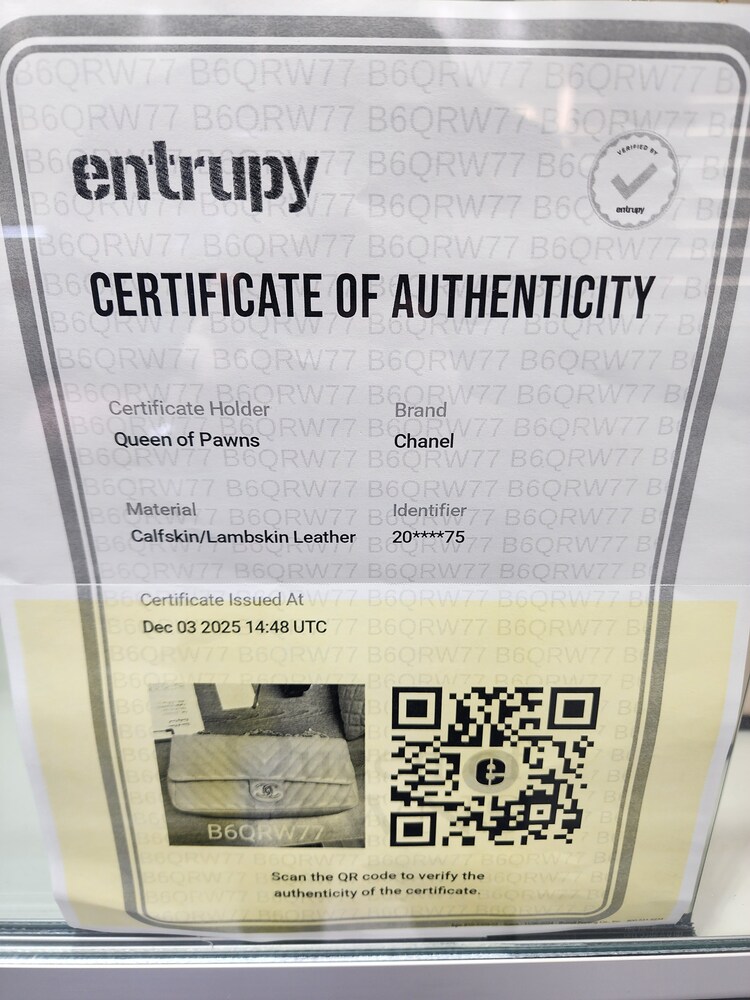 entrupy
VERIFIED BY
entrupy
CERTIFICATE OF AUTHENTICITY
Certificate Holder
Queen of Pawns
Brand
Chanel
Material
Calfskin/Lambskin Leather
Identifier
20****75
Certificate Issued At
Dec 03 2025 14:48 UTC
B6QRW77
e
Scan the QR code to verify the
authenticity of the certificate.